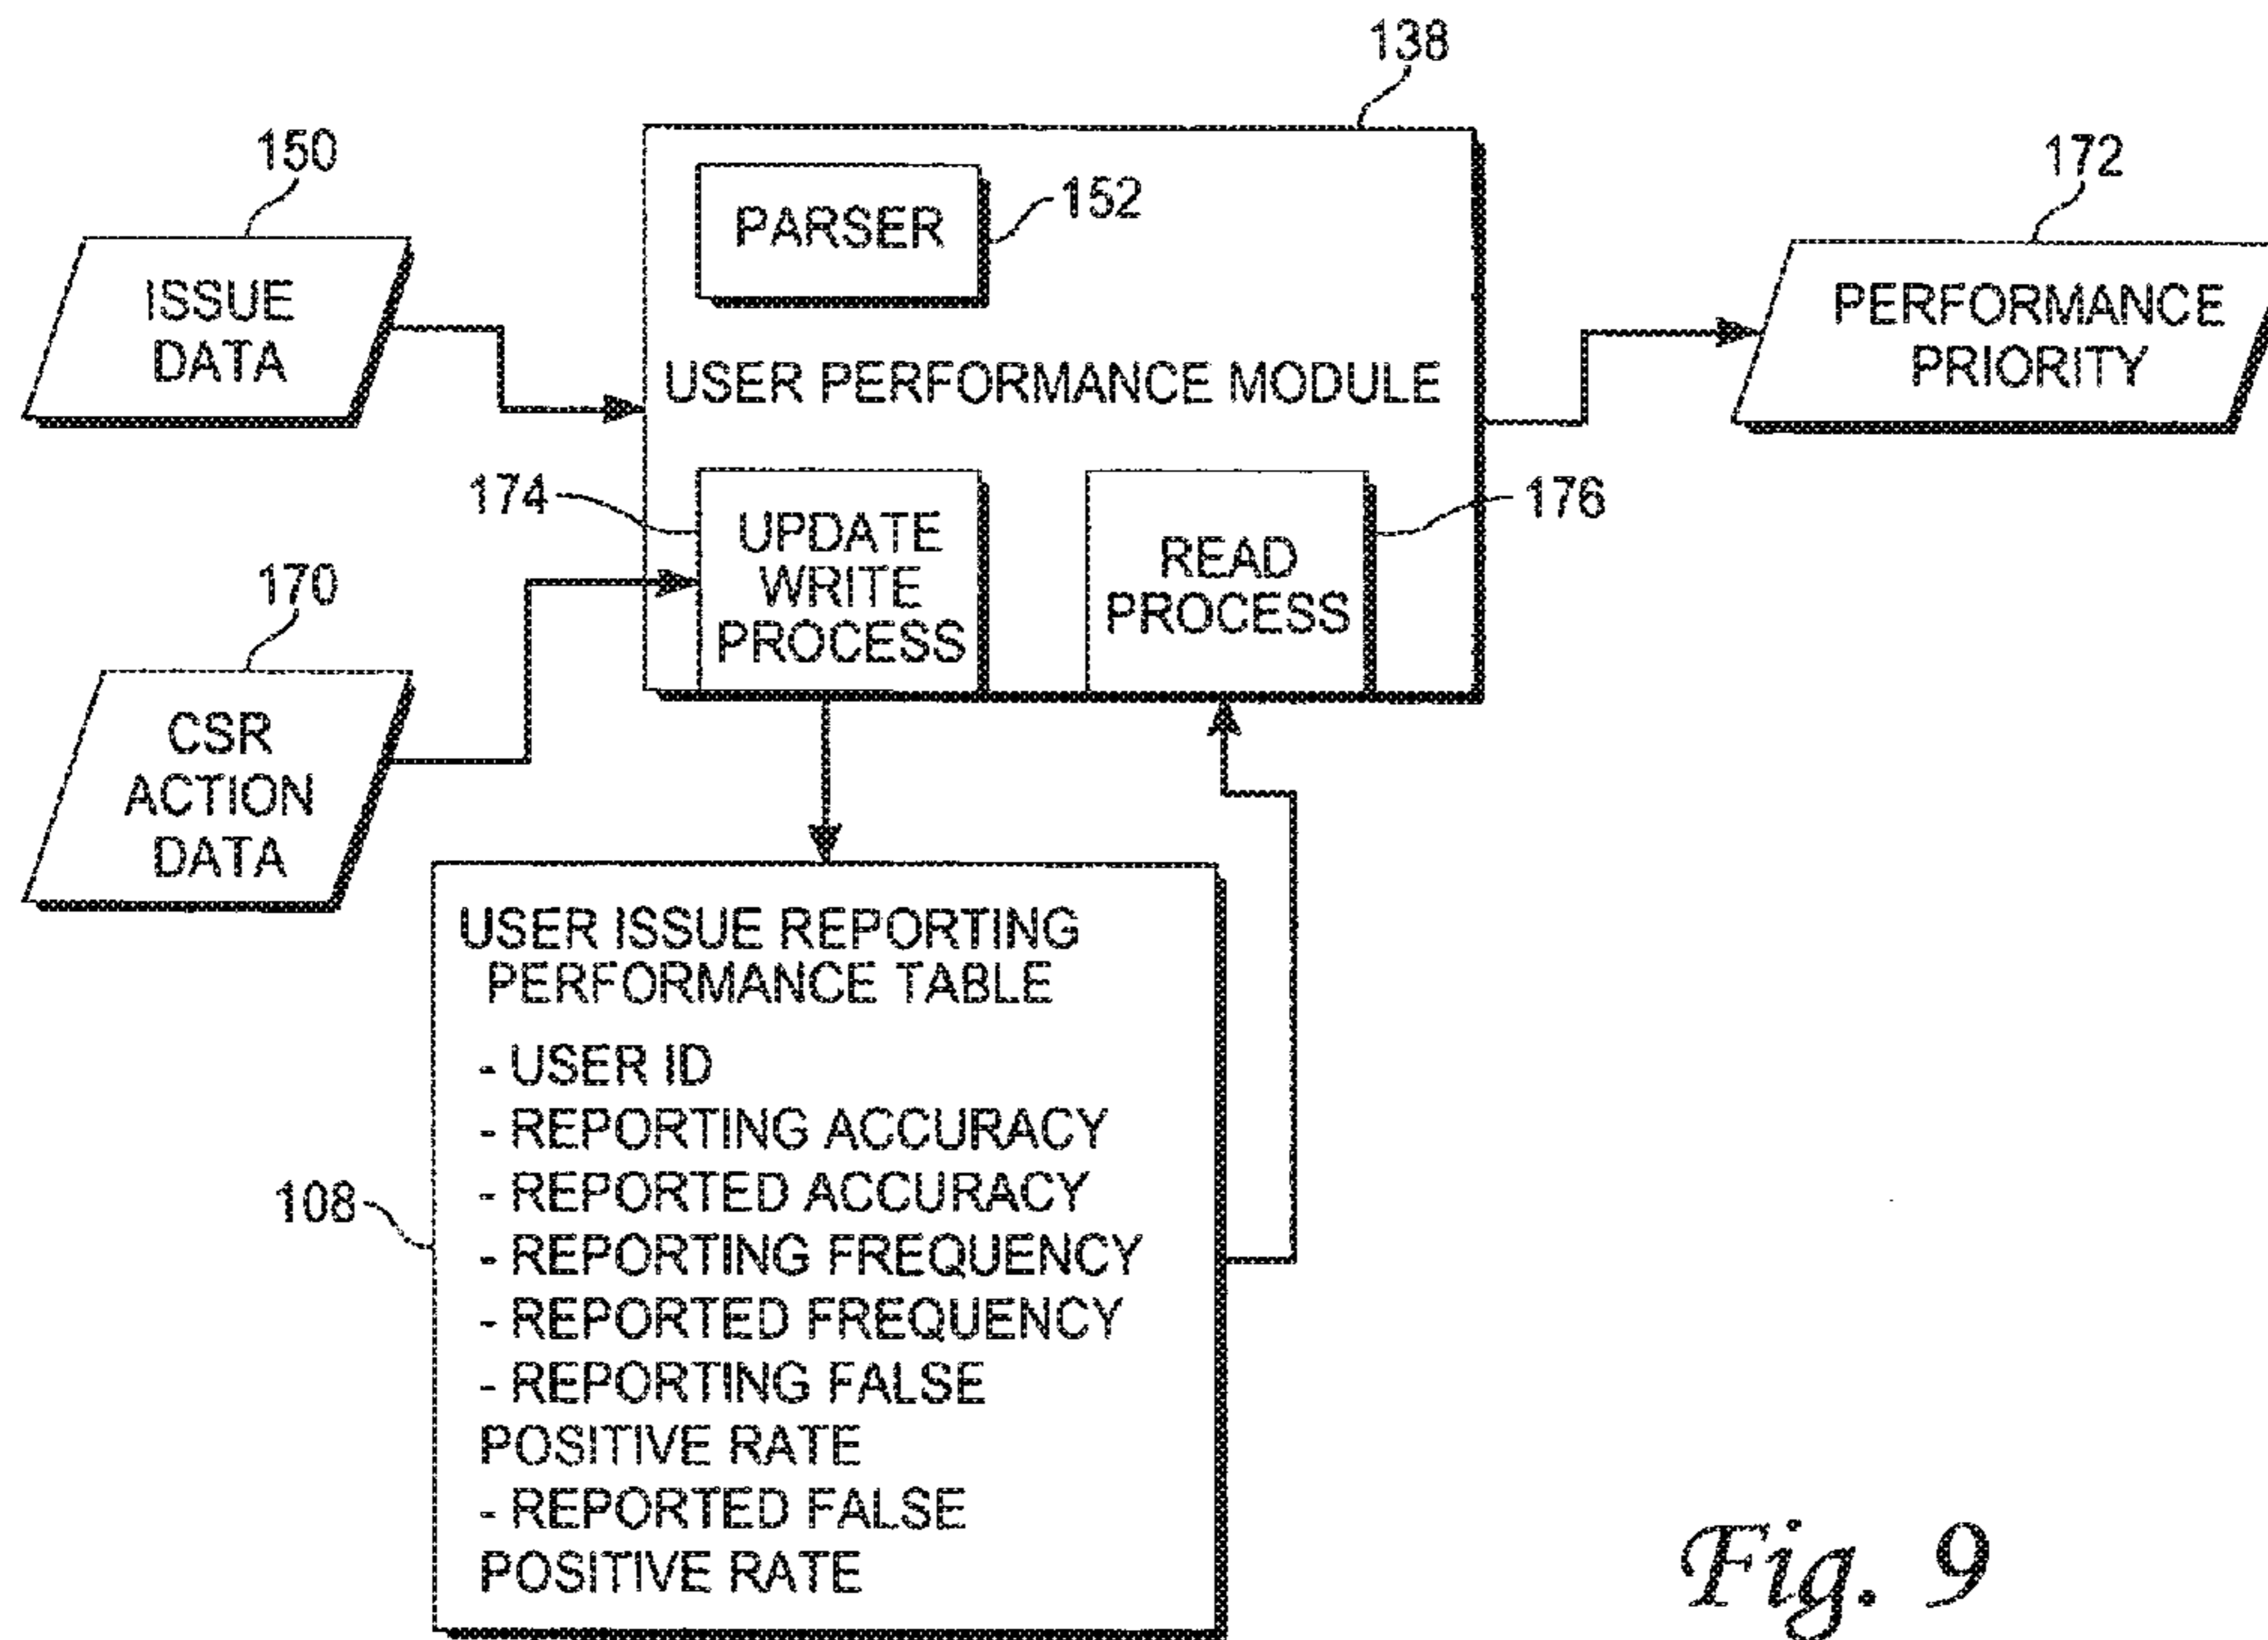 138
150
172
PARSER
152
ISSUE
DATA
PERFORMANCE
PRIORITY
USER PERFORMANCE MODULE
174
176
UPDATE
WRITE
PROCESS
READ
PROCESS
170
CSR
ACTION
DATA
USER ISSUE REPORTING
PERFORMANCE TABLE
- USER ID
- REPORTING ACCURACY
- REPORTED ACCURACY
108
- REPORTING FREQUENCY
- REPORTED FREQUENCY
- REPORTING FALSE
POSITIVE RATE
- REPORTED FALSE
POSITIVE RATE
Fig. 9